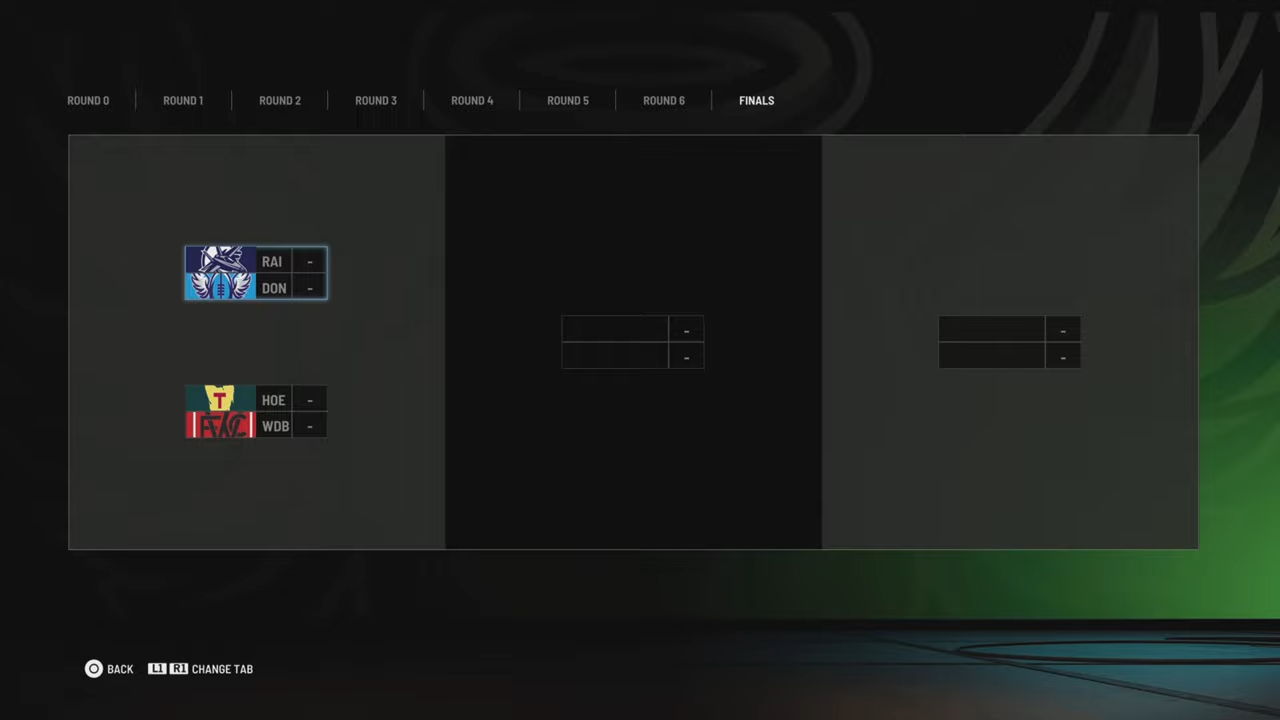 ROUND 0 ROUND 1 ROUND 2 ROUND 3 ROUND 4 ROUND 5 ROUND 6 FINALS
RAI -
DON -
HOE -
T
WDB -
-
-
-
-
BACK L1 R1 CHANGE TAB